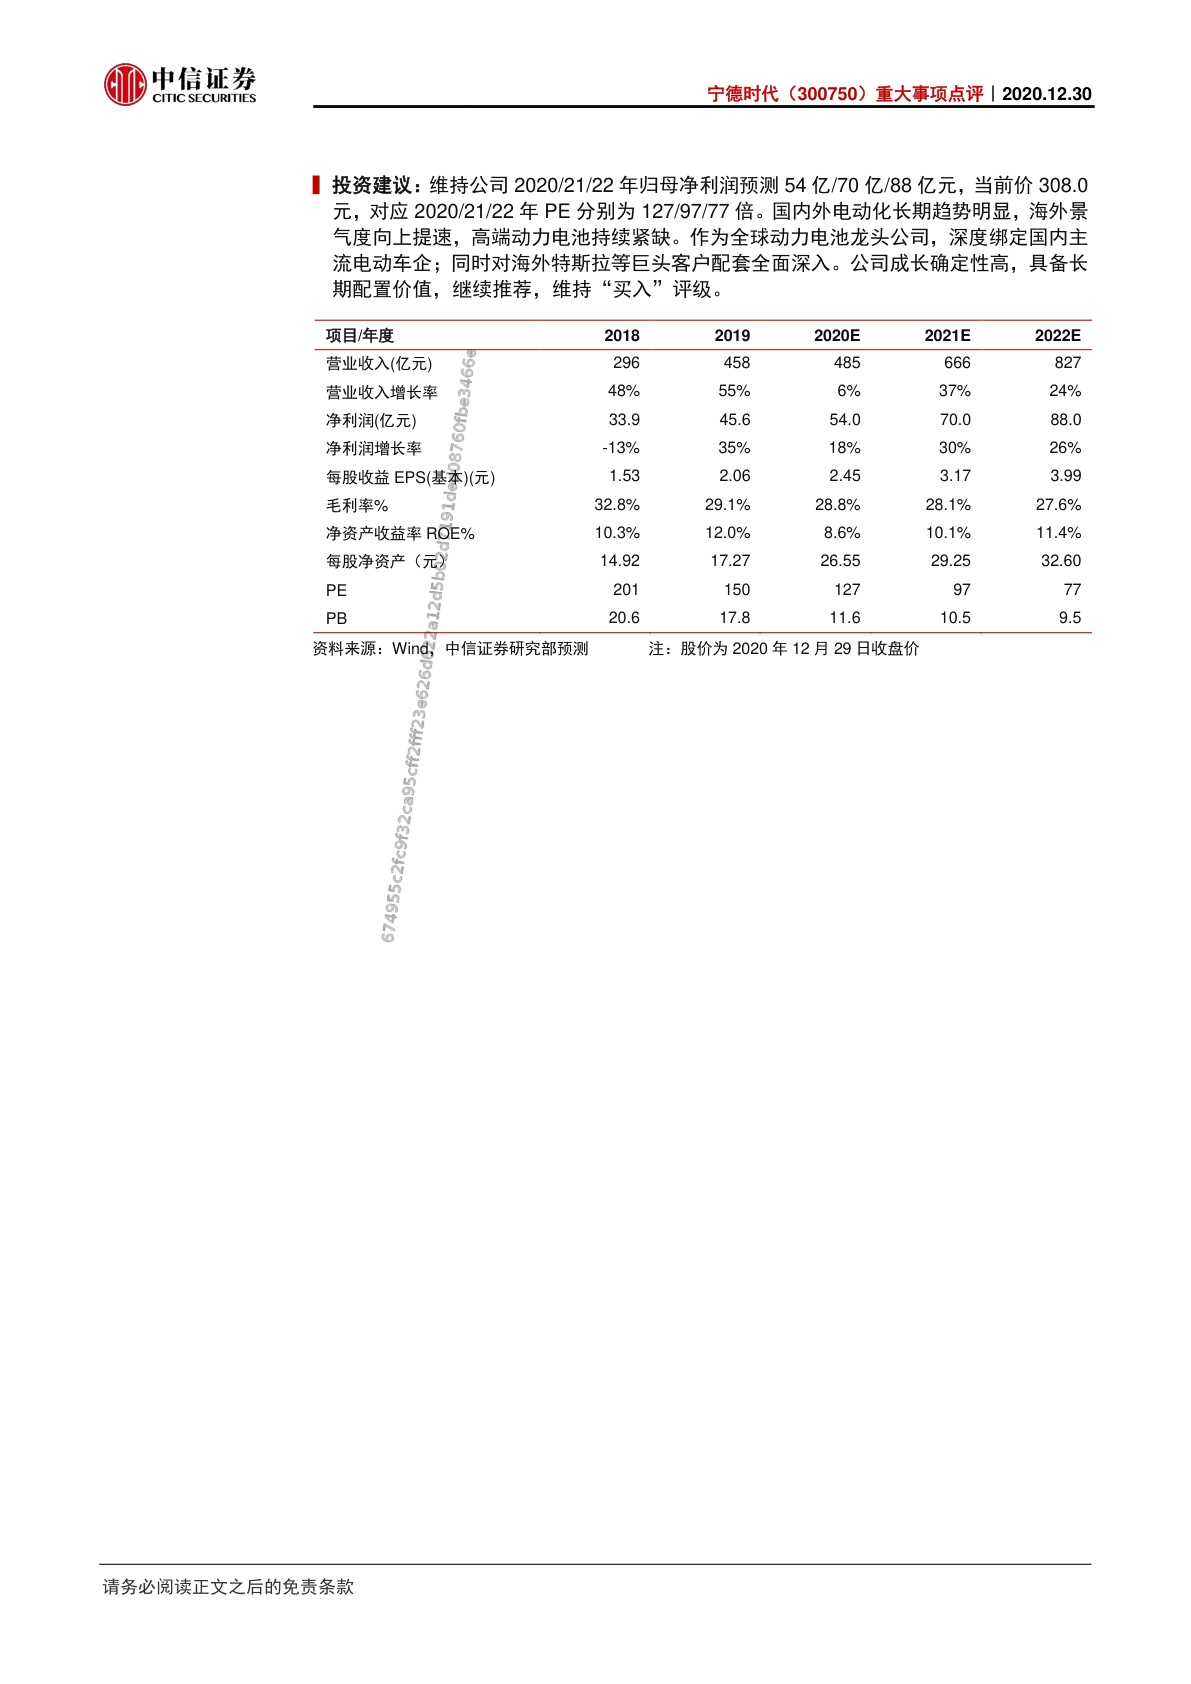 中信证券
CITIC SECURITIES
宁德时代（300750）重大事项点评｜2020.12.30
投资建议：维持公司 2020/21/22 年归母净利润预测 54 亿/70 亿/88 亿元，当前价 308.0
元，对应 2020/21/22 年 PE 分别为 127/97/77 倍。国内外电动化长期趋势明显，海外景
气度向上提速，高端动力电池持续紧缺。作为全球动力电池龙头公司，深度绑定国内主
流电动车企；同时对海外特斯拉等巨头客户配套全面深入。公司成长确定性高，具备长
期配置价值，继续推荐，维持“买入”评级。
项目/年度 2018 2019 2020E 2021E 2022E
营业收入(亿元) 296 458 485 666 827
营业收入增长率 48% 55% 6% 37% 24%
净利润(亿元) 33.9 45.6 54.0 70.0 88.0
净利润增长率 -13% 35% 18% 30% 26%
每股收益 EPS(基本)(元) 1.53 2.06 2.45 3.17 3.99
毛利率% 32.8% 29.1% 28.8% 28.1% 27.6%
净资产收益率 ROE% 10.3% 12.0% 8.6% 10.1% 11.4%
每股净资产（元） 14.92 17.27 26.55 29.25 32.60
PE 201 150 127 97 77
PB 20.6 17.8 11.6 10.5 9.5
资料来源：Wind，中信证券研究部预测 注：股价为 2020 年 12 月 29 日收盘价
请务必阅读正文之后的免责条款